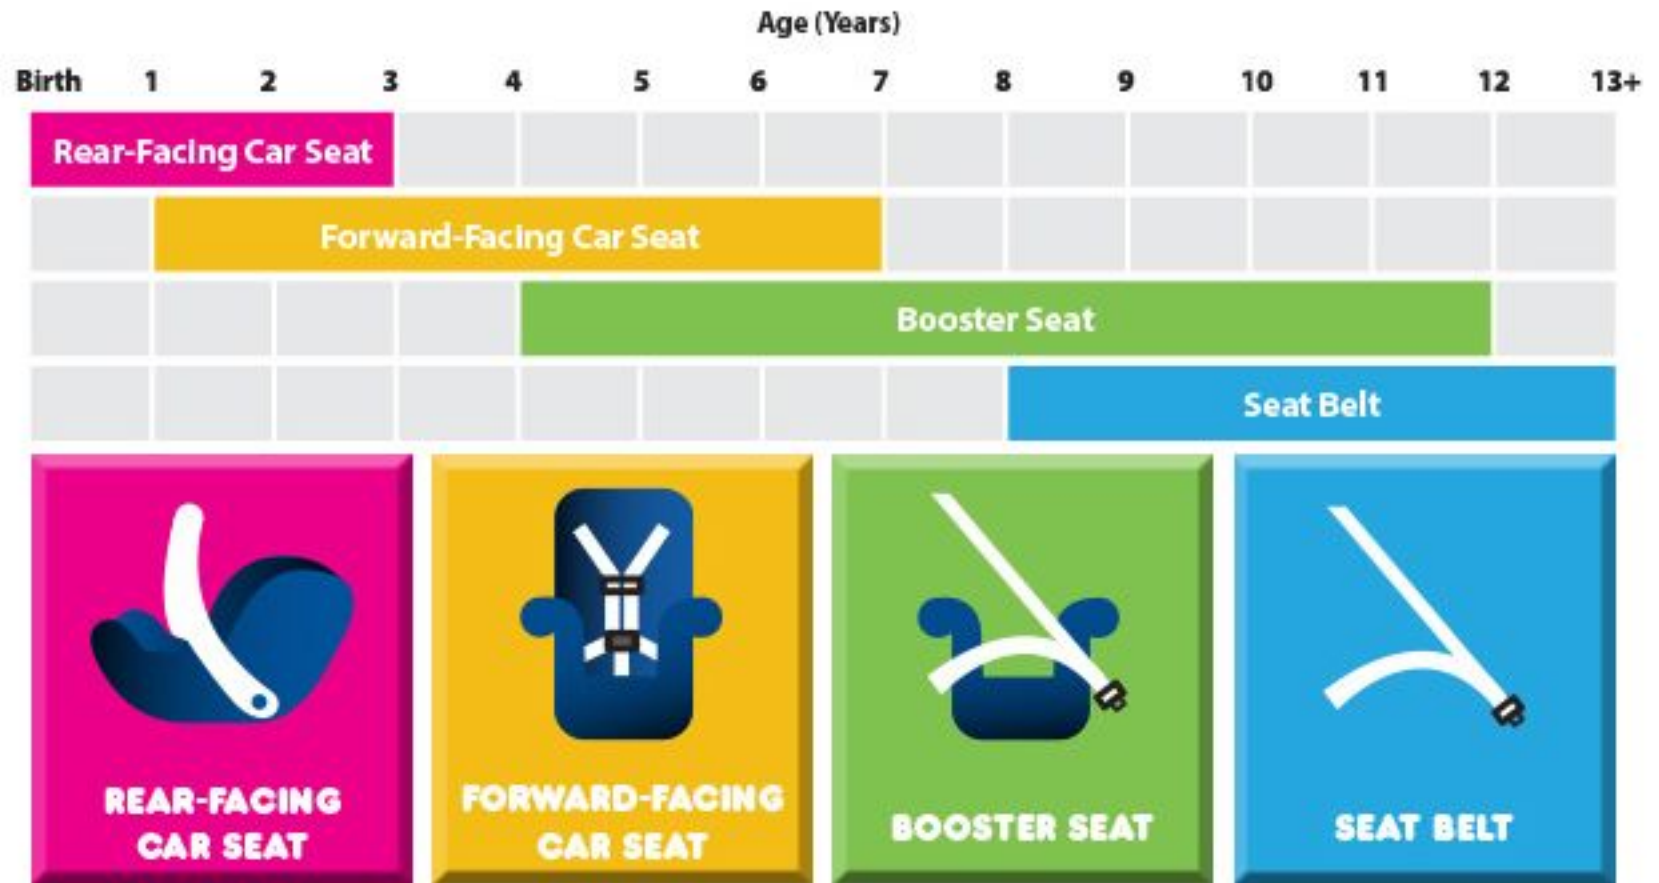 Age (Years)
Birth 1 2 3 4 5 6 7 8 9 10 11 12 13+
Rear-Facing Car Seat
Forward-Facing Car Seat
Booster Seat
Seat Belt
REAR-FACING
CAR SEAT
FORWARD-FACING
CAR SEAT
BOOSTER SEAT
SEAT BELT